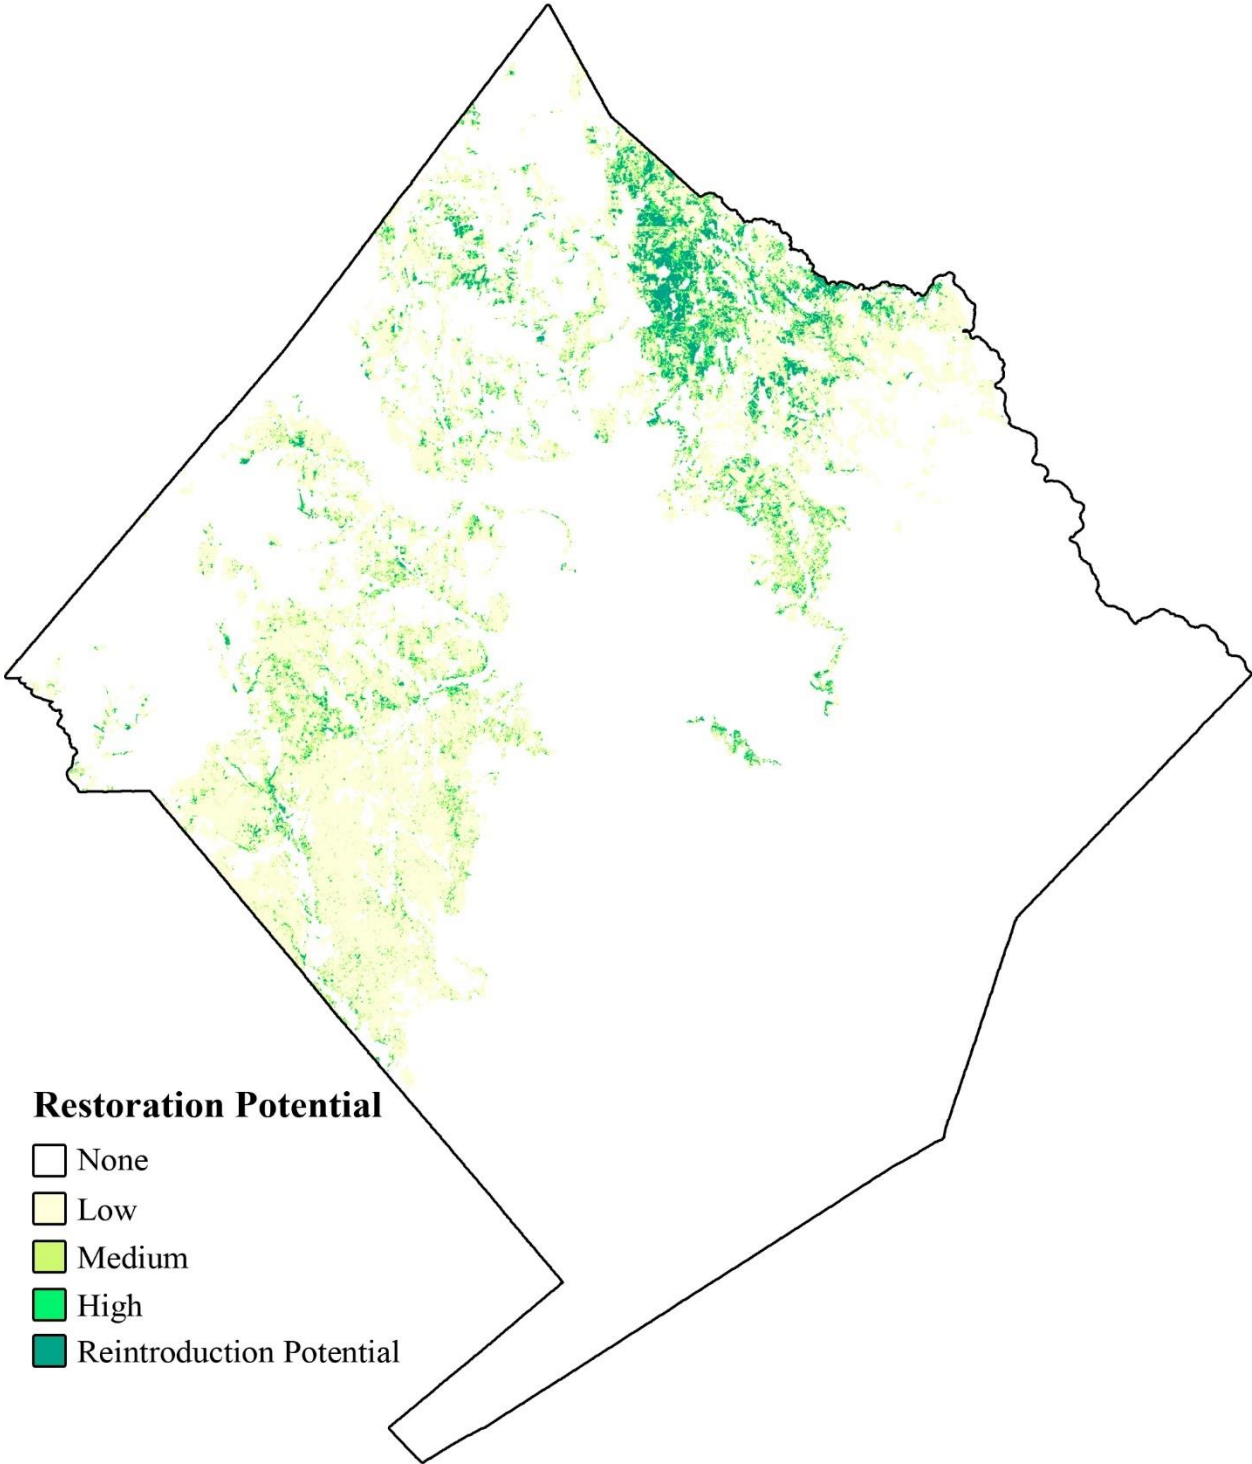 Restoration Potential
None
Low
Medium
High
Reintroduction Potential